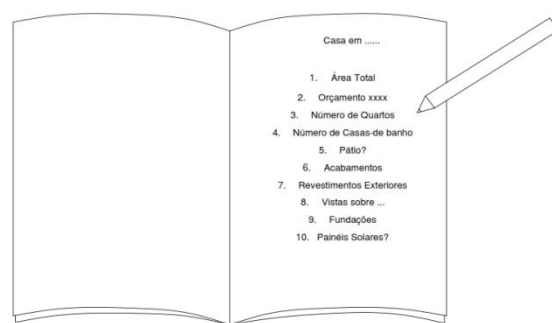 Casa em ......
1. Área Total
2. Orçamento xxxx
3. Número de Quartos
4. Número de Casas-de banho
5. Pátio?
6. Acabamentos
7. Revestimentos Exteriores
8. Vistas sobre ...
9. Fundações
10. Painéis Solares?